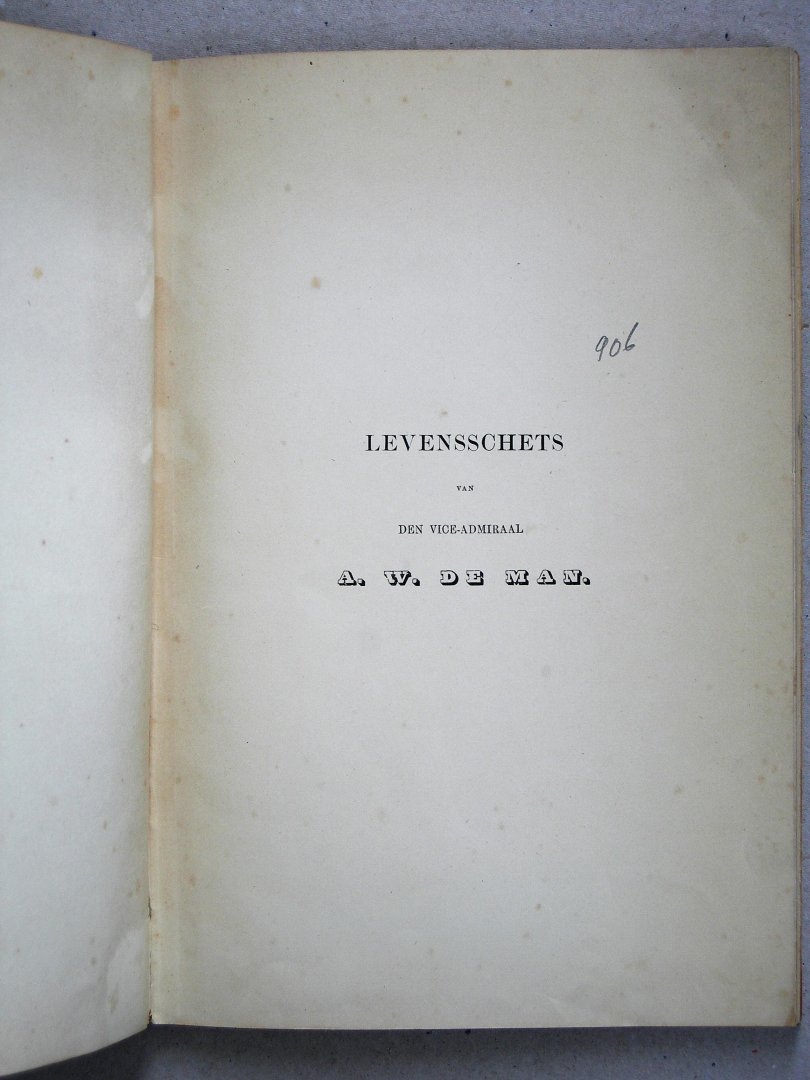 906
LEVENSSCHETS
VAN
DEN VICE-ADMIRAAL
A. W. DE MAN.